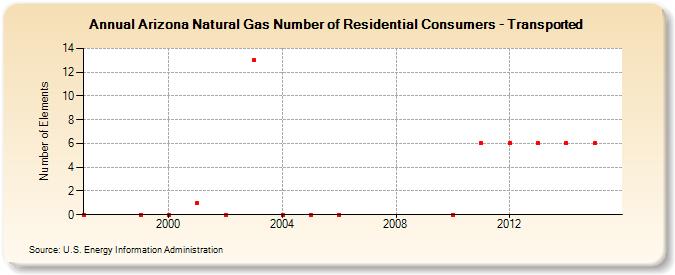 Annual Arizona Natural Gas Number of Residential Consumers - Transported
Number of Elements
14
12
10
8
6
4
2
0
2000 2004 2008 2012
Source: U.S. Energy Information Administration